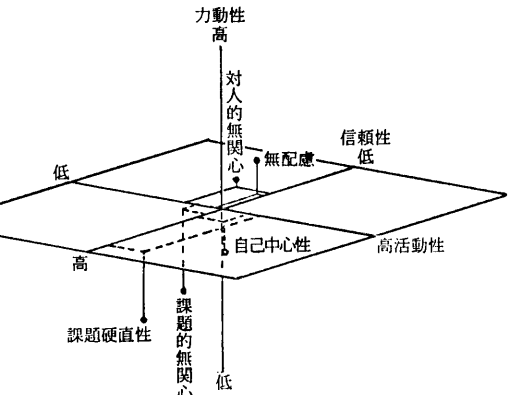 力動性
高
対人的無関心
信頼性
低
無配慮
低
自己中心性
高活動性
高
課題硬直性
課題的無関心
低